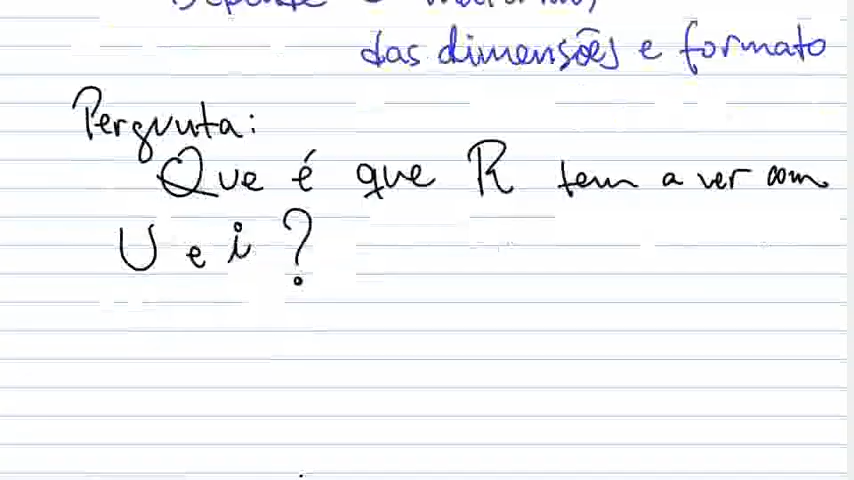 das dimensões e formato
Pergunta:
Que é que R tem a ver com
U e i ?